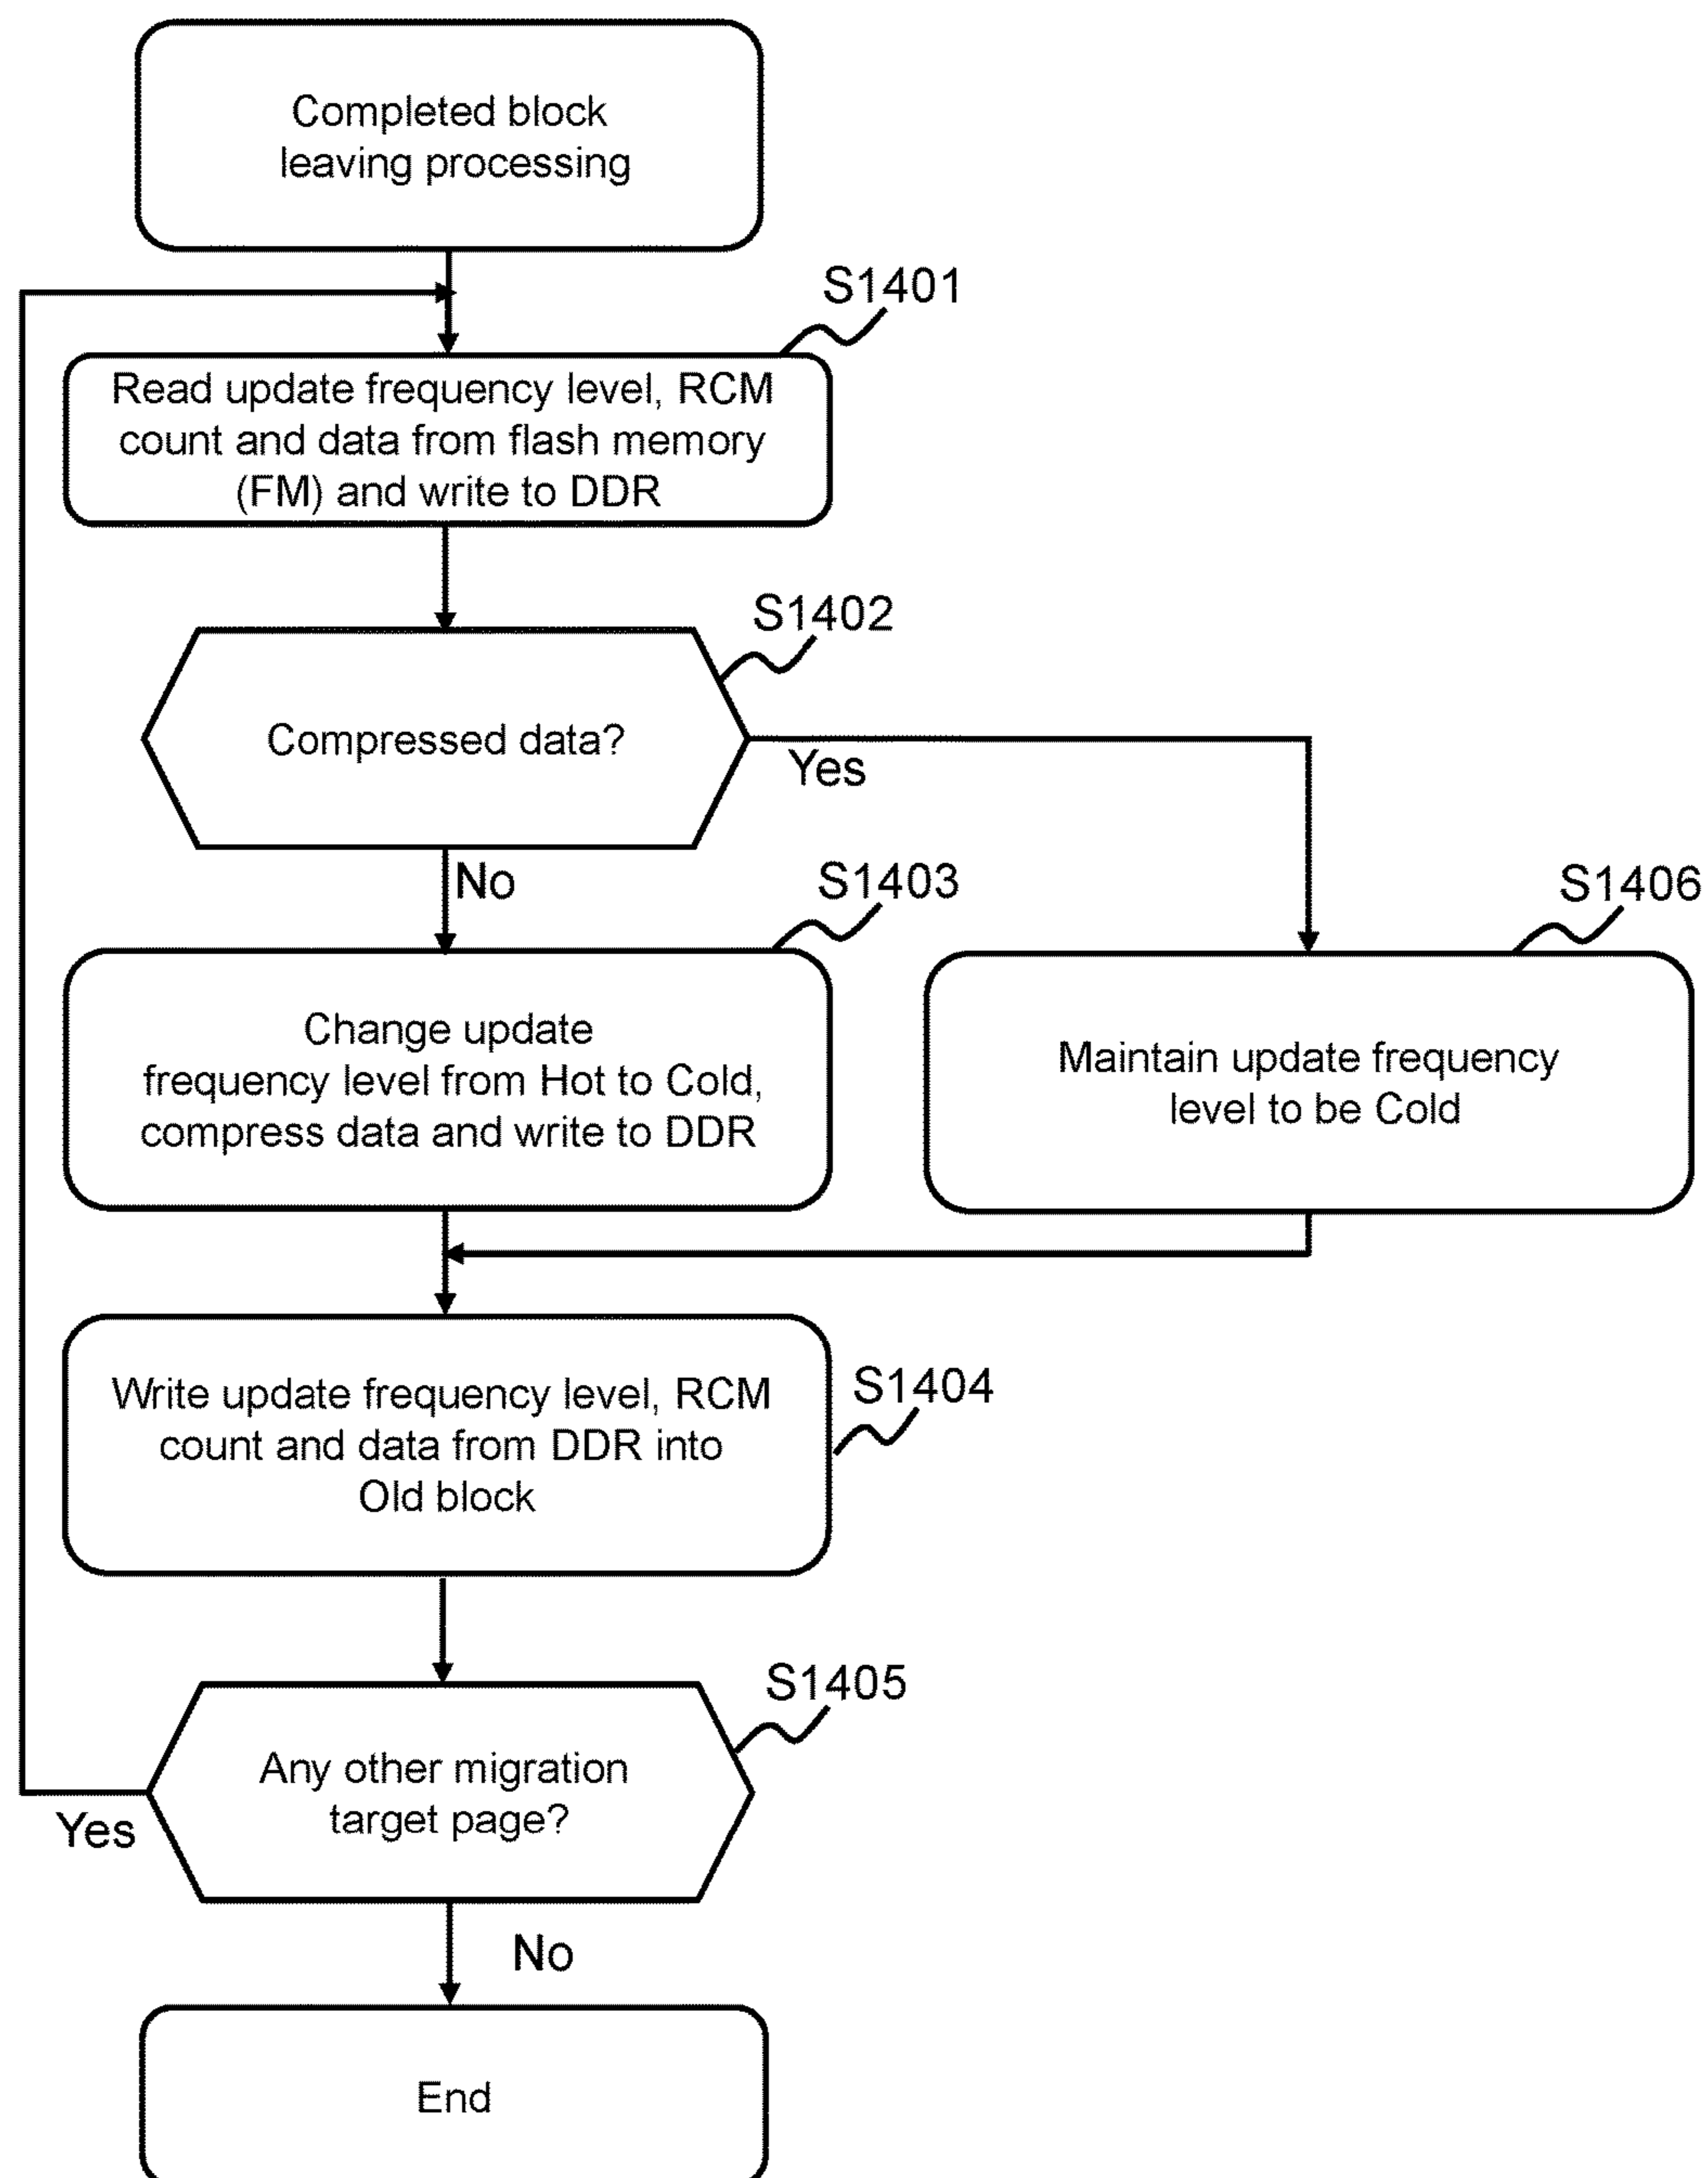 Completed block
leaving processing
S1401
Read update frequency level, RCM
count and data from flash memory
(FM) and write to DDR
S1402
Compressed data?
Yes
No
S1403
S1406
Change update
frequency level from Hot to Cold,
compress data and write to DDR
Maintain update frequency
level to be Cold
Write update frequency level, RCM
count and data from DDR into
Old block
S1404
S1405
Any other migration
target page?
Yes
No
End